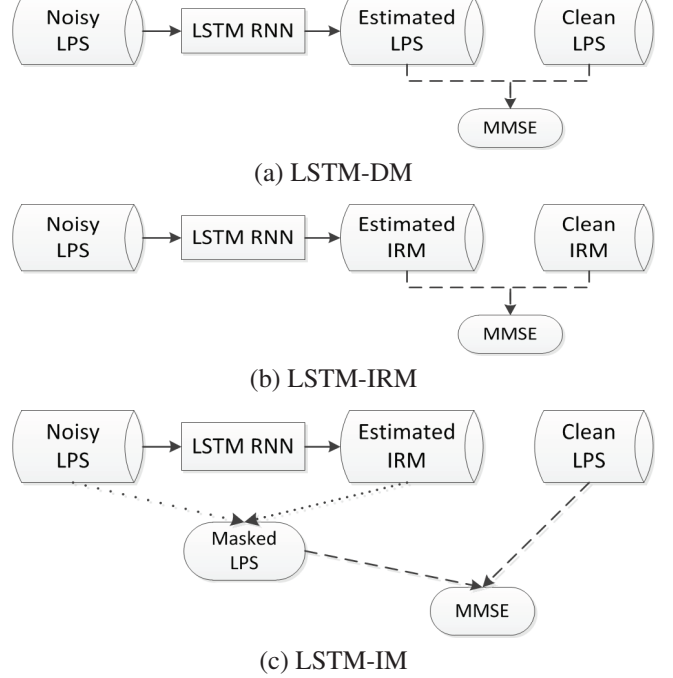 Noisy
LPS
LSTM RNN
Estimated
LPS
Clean
LPS
MMSE
(a) LSTM-DM
Noisy
LPS
LSTM RNN
Estimated
IRM
Clean
IRM
MMSE
(b) LSTM-IRM
Noisy
LPS
LSTM RNN
Estimated
IRM
Clean
LPS
Masked
LPS
MMSE
(c) LSTM-IM